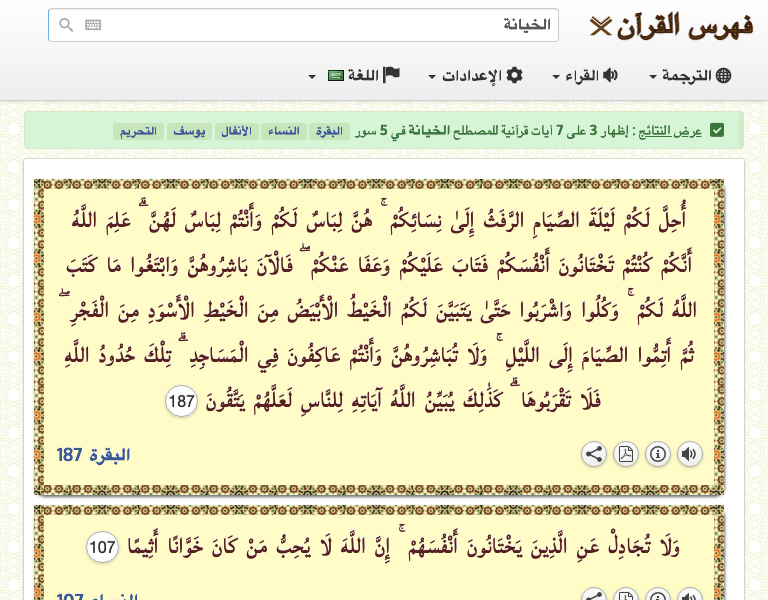 فهرس القرآن
الخيانة
الترجمة القراء الإعدادات اللغة
عرض النتائج : إظهار 3 على 7 آيات قرآنية للمصطلح الخيانة في 5 سور البقرة النساء الأنفال يوسف التحريم
أُحِلَّ لَكُمْ لَيْلَةَ الصِّيَامِ الرَّفَثُ إِلَىٰ نِسَائِكُمْ ۚ هُنَّ لِبَاسٌ لَكُمْ وَأَنْتُمْ لِبَاسٌ لَهُنَّ ۗ عَلِمَ اللَّهُ
أَنَّكُمْ كُنْتُمْ تَخْتَانُونَ أَنْفُسَكُمْ فَتَابَ عَلَيْكُمْ وَعَفَا عَنْكُمْ ۖ فَالْآنَ بَاشِرُوهُنَّ وَابْتَغُوا مَا كَتَبَ
اللَّهُ لَكُمْ ۚ وَكُلُوا وَاشْرَبُوا حَتَّىٰ يَتَبَيَّنَ لَكُمُ الْخَيْطُ الْأَبْيَضُ مِنَ الْخَيْطِ الْأَسْوَدِ مِنَ الْفَجْرِ ۖ
ثُمَّ أَتِمُّوا الصِّيَامَ إِلَى اللَّيْلِ ۚ وَلَا تُبَاشِرُوهُنَّ وَأَنْتُمْ عَاكِفُونَ فِي الْمَسَاجِدِ ۗ تِلْكَ حُدُودُ اللَّهِ
فَلَا تَقْرَبُوهَا ۗ كَذَٰلِكَ يُبَيِّنُ اللَّهُ آيَاتِهِ لِلنَّاسِ لَعَلَّهُمْ يَتَّقُونَ 187
البقرة 187
وَلَا تُجَادِلْ عَنِ الَّذِينَ يَخْتَانُونَ أَنْفُسَهُمْ ۚ إِنَّ اللَّهَ لَا يُحِبُّ مَنْ كَانَ خَوَّانًا أَثِيمًا 107
النساء 107